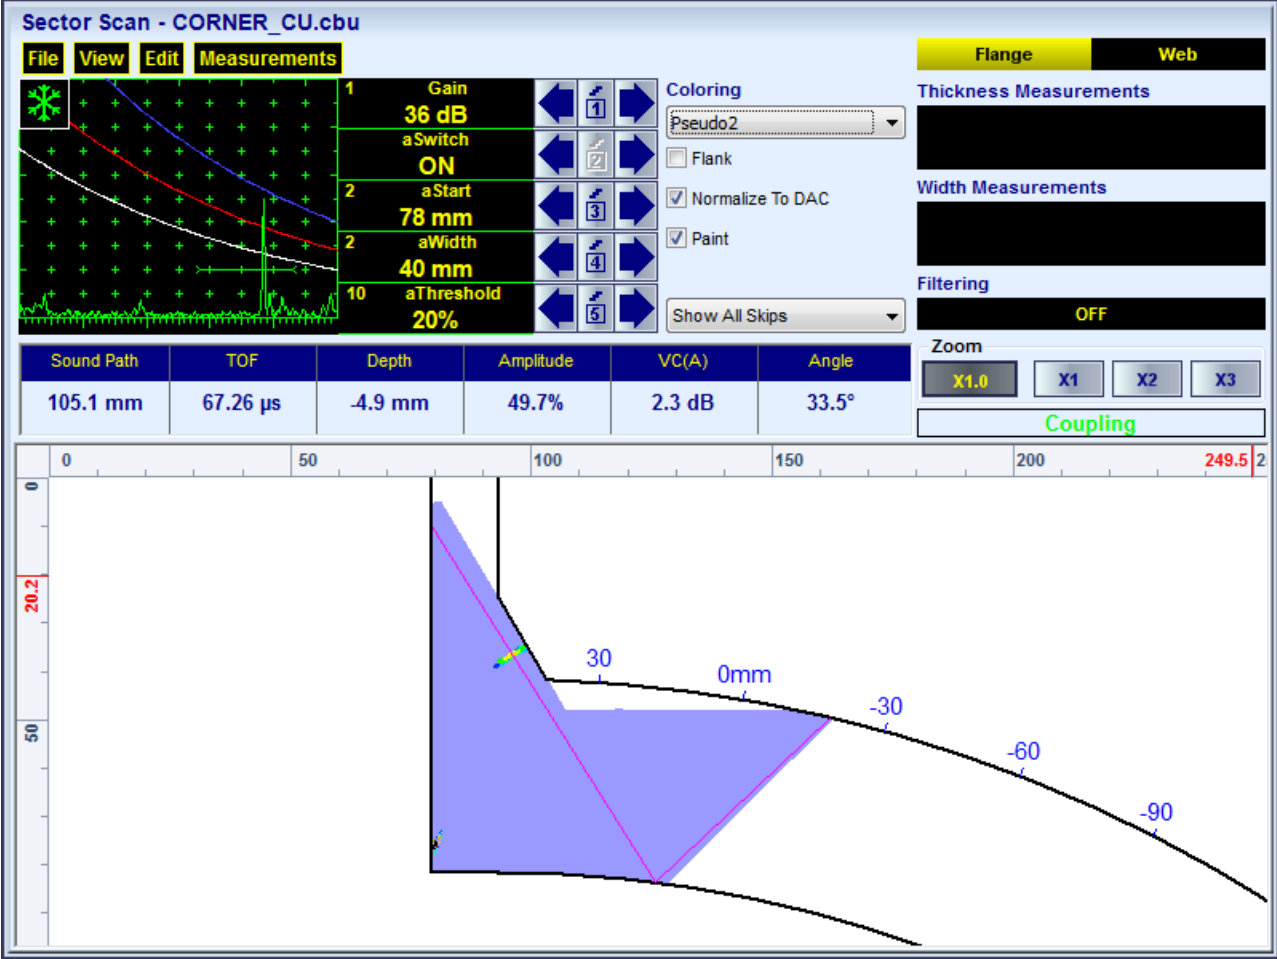 Sector Scan - CORNER_CU.cbu
File View Edit Measurements
1 Gain
36 dB
1
aSwitch
ON
2
2 aStart
78 mm
3
2 aWidth
40 mm
4
10 aThreshold
20%
5
Coloring
Pseudo2
Flank
Normalize To DAC
Paint
Show All Skips
Flange Web
Thickness Measurements
Width Measurements
Filtering
OFF
Zoom
X1.0 X1 X2 X3
Coupling
Sound Path TOF Depth Amplitude VC(A) Angle
105.1 mm 67.26 µs -4.9 mm 49.7% 2.3 dB 33.5°
0 50 100 150 200 249.5
0
20.2
50
30
0mm
-30
-60
-90